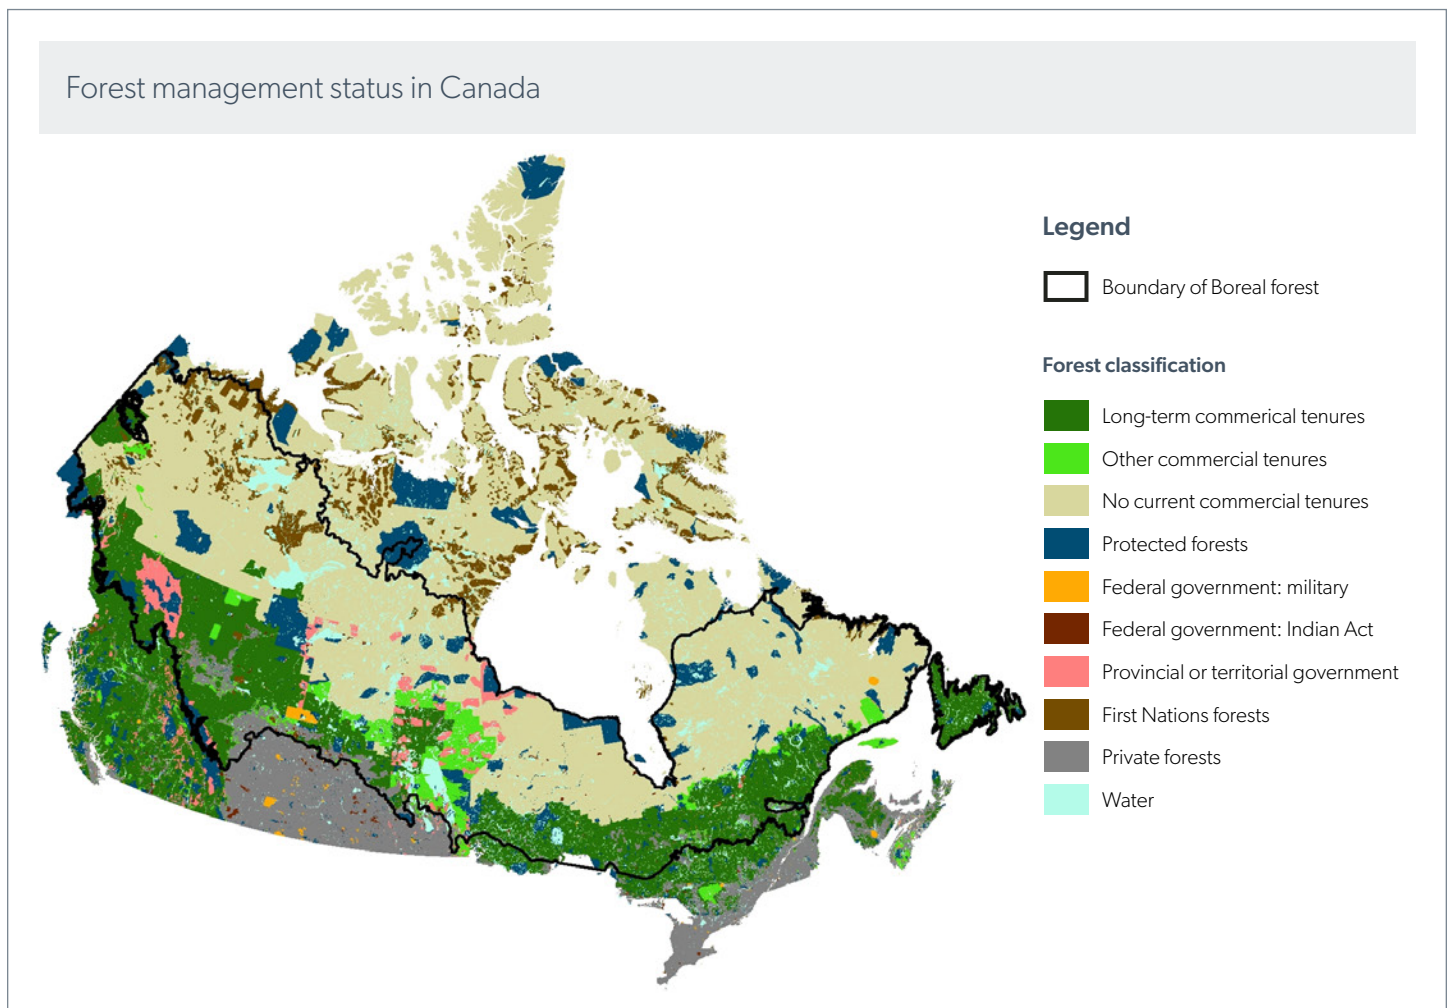 Forest management status in Canada
Legend
Boundary of Boreal forest
Forest classification
Long-term commerical tenures
Other commercial tenures
No current commercial tenures
Protected forests
Federal government: military
Federal government: Indian Act
Provincial or territorial government
First Nations forests
Private forests
Water